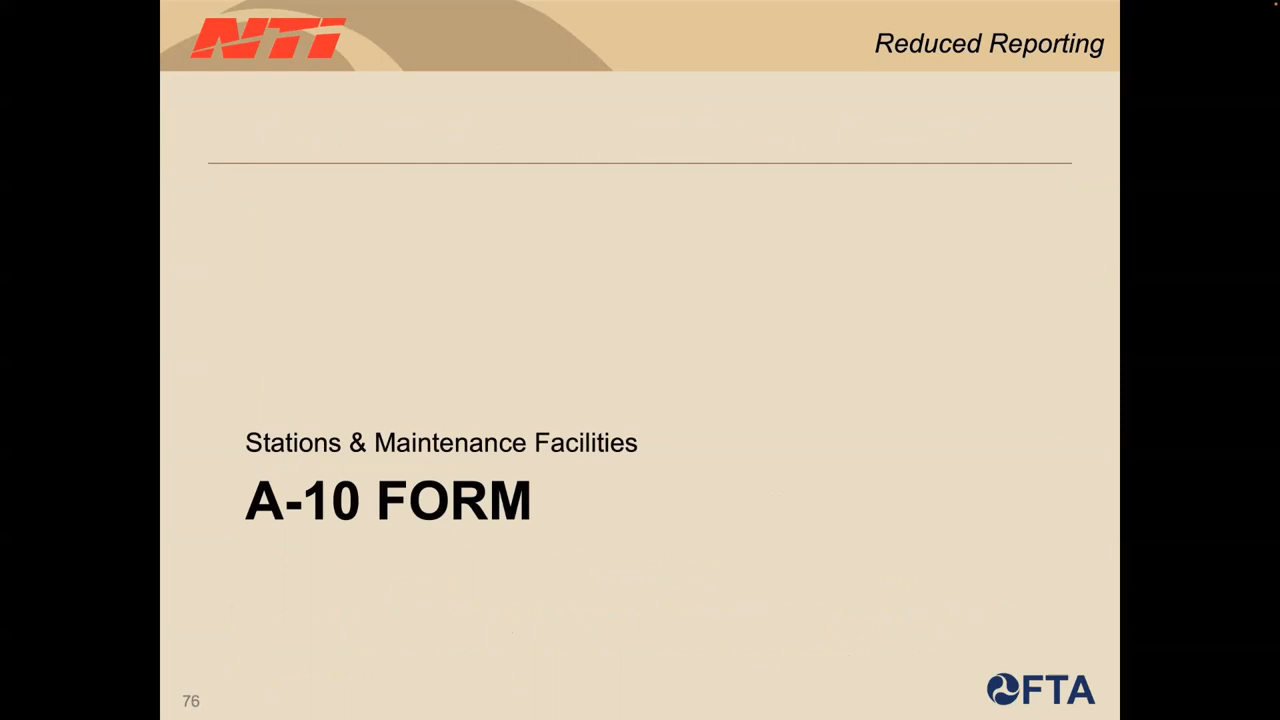 NTI
Reduced Reporting
Stations & Maintenance Facilities
A-10 FORM
76
FTA